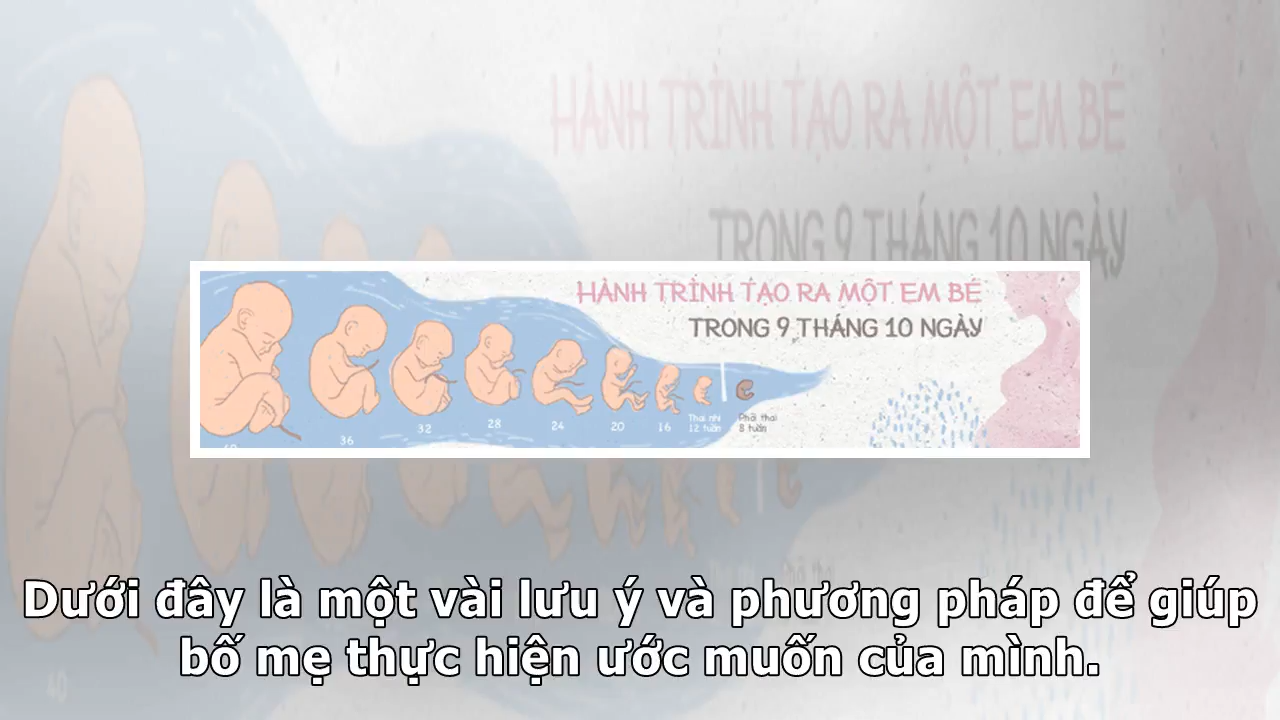 HÀNH TRÌNH TẠO RA MỘT EM BÉ
TRONG 9 THÁNG 10 NGÀY
HÀNH TRÌNH TẠO RA MỘT EM BÉ
TRONG 9 THÁNG 10 NGÀY
Thai nhi
12 tuần
Phôi thai
8 tuần
16
20
24
28
32
36
40
Dưới đây là một vài lưu ý và phương pháp để giúp
bố mẹ thực hiện ước muốn của mình.